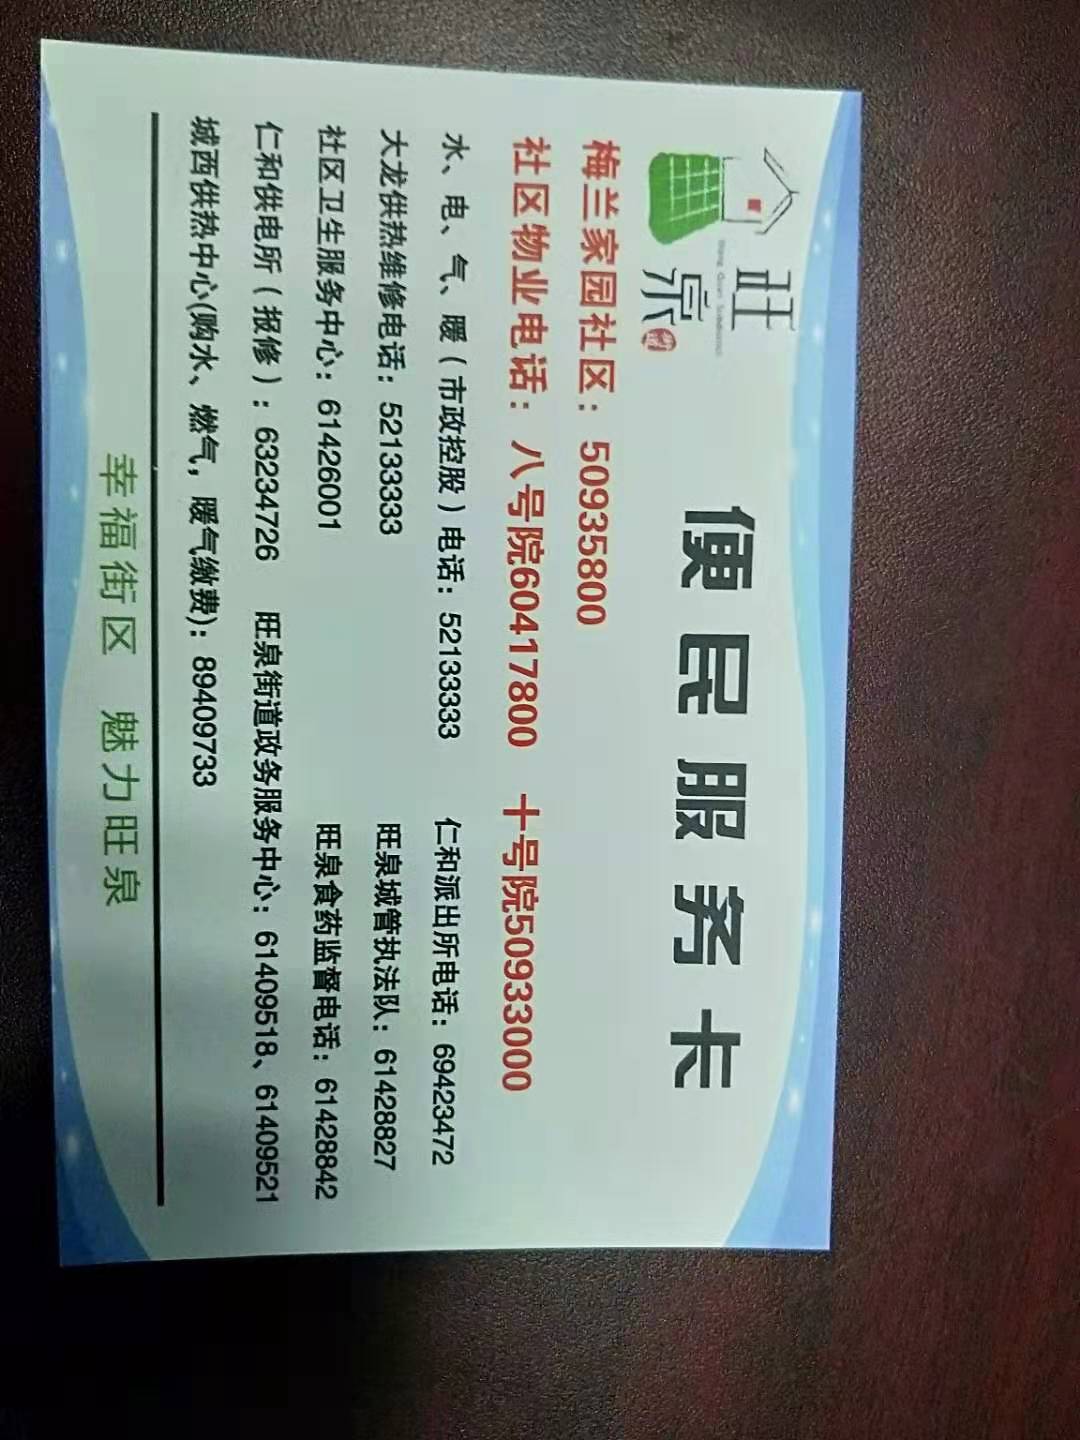 旺泉
Wang Quan Subdistrict
街道
便民服务卡
梅兰家园社区：50935800
社区物业电话：八号院60417800 十号院50933000
水、电、气、暖（市政控股）电话：52133333 仁和派出所电话：69423472
大龙供热维修电话：52133333 旺泉城管执法队：61428827
社区卫生服务中心：61426001 旺泉食药监督电话：61428842
仁和供电所（报修）：63234726 旺泉街道政务服务中心：61409518、61409521
城西供热中心(购水、燃气，暖气缴费)：89409733
幸福街区 魅力旺泉